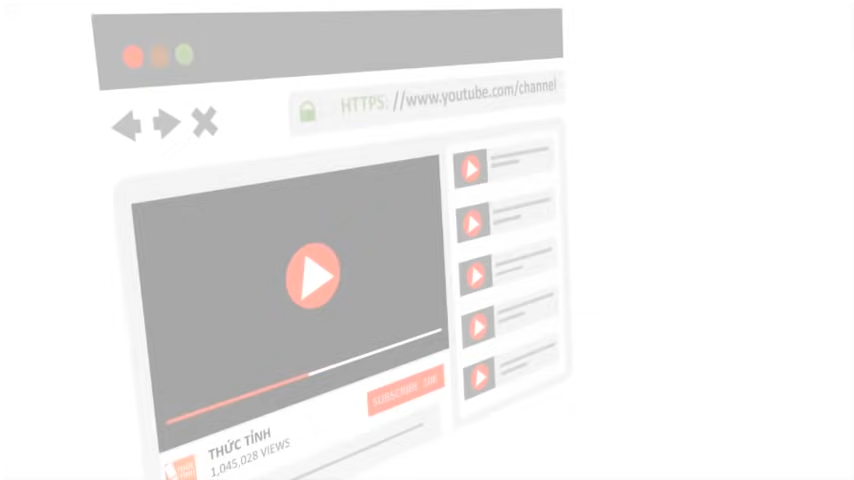 HTTPS: //www.youtube.com/channel
SUBSCRIBE
THỨC TỈNH
1,045,028 VIEWS